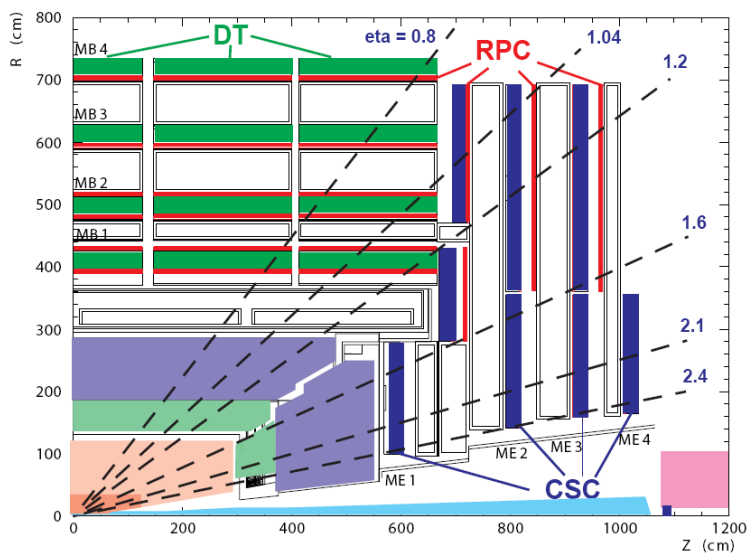 800
R (cm)
MB 4
DT
eta = 0.8
1.04
RPC
1.2
700
MB 3
600
MB 2
500
MB 1
1.6
400
300
2.1
2.4
200
100
ME 1
ME 2
ME 3
ME 4
CSC
0
0
200
400
600
800
1000
1200
Z (cm)